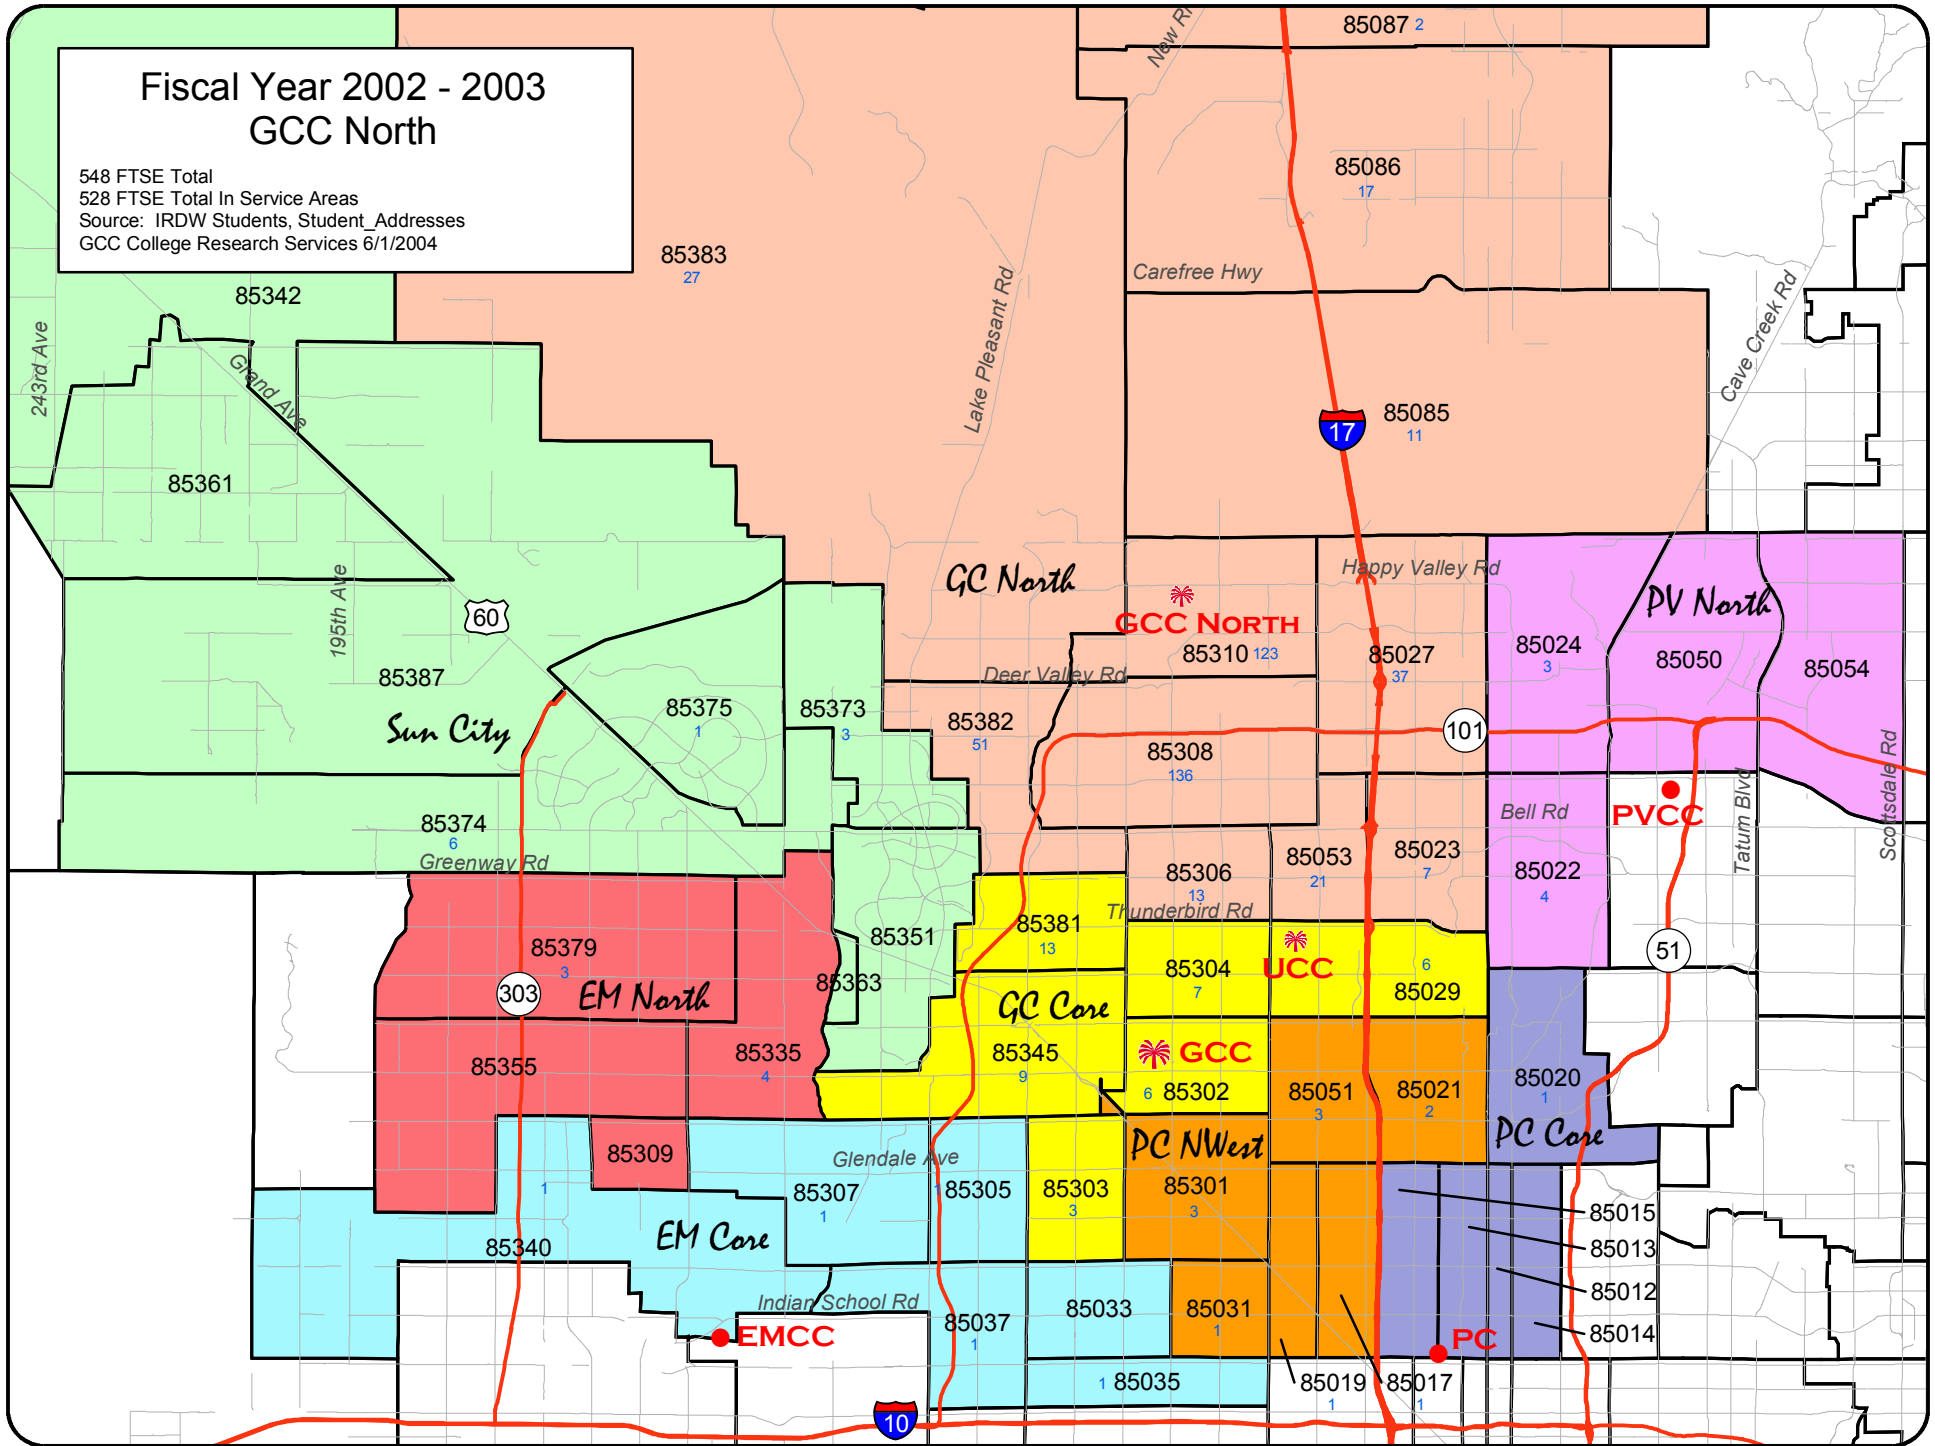 Fiscal Year 2002 - 2003
GCC North
548 FTSE Total
528 FTSE Total In Service Areas
Source: IRDW Students, Student_Addresses
GCC College Research Services 6/1/2004
85087 2
85086
17
85383
27
Carefree Hwy
85342
243rd Ave
Grand Ave
Lake Pleasant Rd
Cave Creek Rd
17
85085
11
85361
195th Ave
60
GC North
GCC North
85310 123
Happy Valley Rd
85027
37
85024
3
PV North
85050
85054
Deer Valley Rd
85387
Sun City
85375
1
85373
3
85382
51
85308
136
101
Scottsdale Rd
Tatum Blvd
85374
6
Greenway Rd
Bell Rd
PVCC
85306
13
85053
21
85023
7
85022
4
Thunderbird Rd
85379
3
303
EM North
85363
85351
85381
13
85304
7
UCC
6
85029
51
GC Core
85355
85335
4
85345
9
GCC
6 85302
85051
3
85021
2
85020
1
PC Core
PC NWest
85309
Glendale Ave
1
85307
1
1 85305
85303
3
85301
3
85015
85013
85012
85014
85340
EM Core
Indian School Rd
EMCC
85037
1
85033
85031
1
PC
1 85035
85019
1
85017
1
10